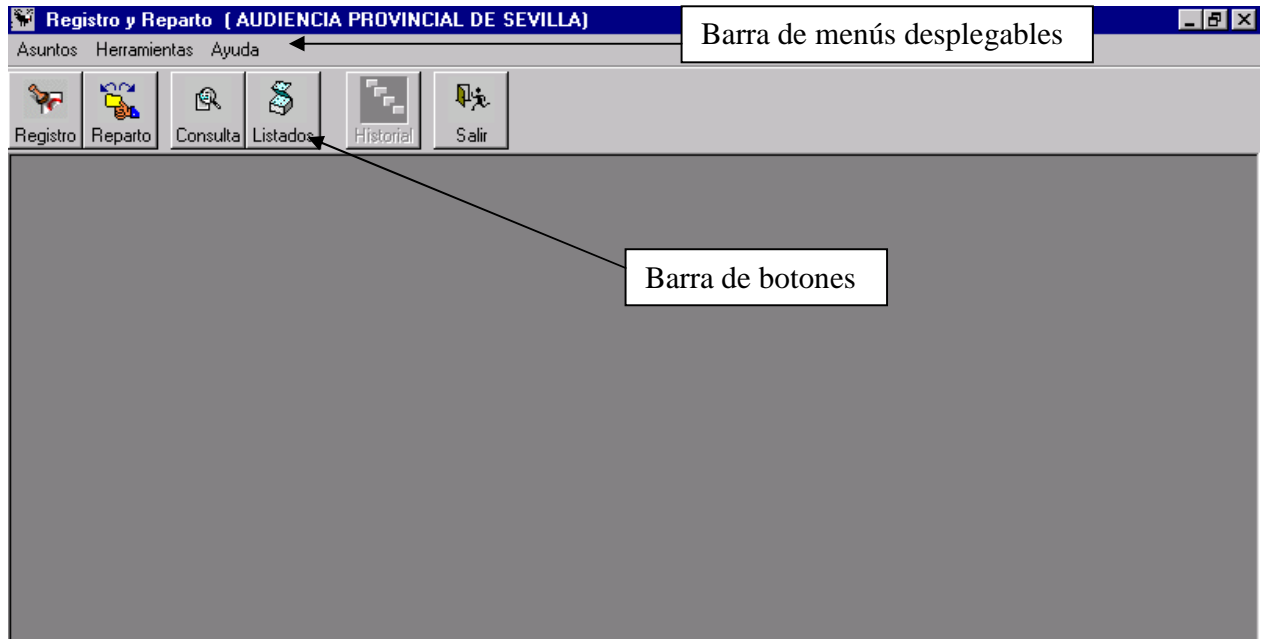 Registro y Reparto ( AUDIENCIA PROVINCIAL DE SEVILLA)
Barra de menús desplegables
Asuntos Herramientas Ayuda
Registro Reparto Consulta Listados Historial Salir
Barra de botones